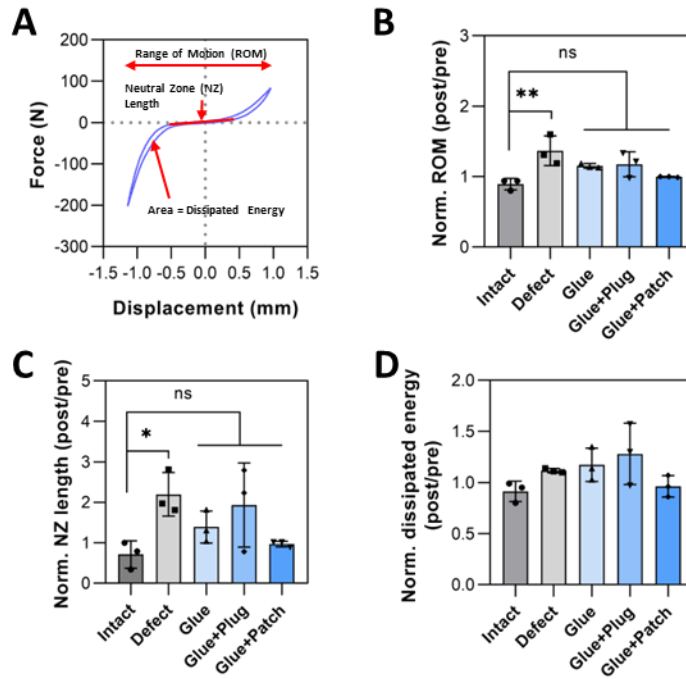 A
Range of Motion (ROM)
Neutral Zone (NZ)
Length
Area = Dissipated Energy
Force (N)
200
100
0
-100
-200
-300
-1.5
-1.0
-0.5
0.0
0.5
1.0
1.5
Displacement (mm)
B
ns
**
Norm. ROM (post/pre)
3
2
1
0
Intact
Defect
Glue
Glue+Plug
Glue+Patch
C
ns
*
Norm. NZ length (post/pre)
5
4
3
2
1
0
Intact
Defect
Glue
Glue+Plug
Glue+Patch
D
Norm. dissipated energy
(post/pre)
2.0
1.5
1.0
0.5
0.0
Intact
Defect
Glue
Glue+Plug
Glue+Patch